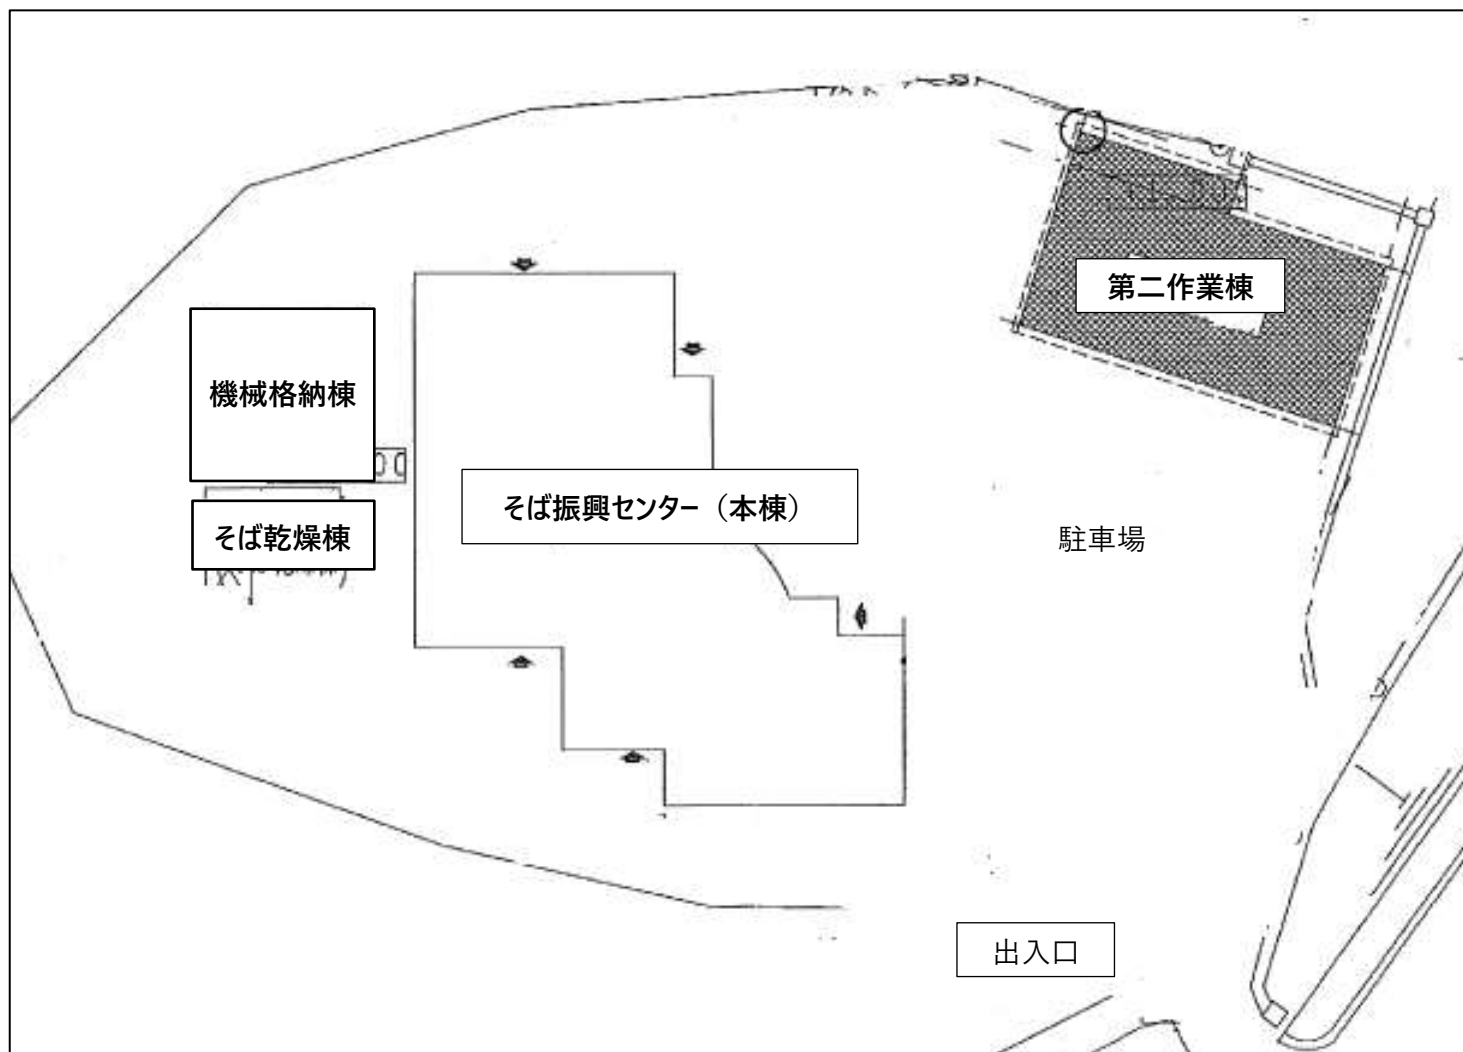 第二作業棟
機械格納棟
そば振興センター（本棟）
そば乾燥棟
駐車場
出入口